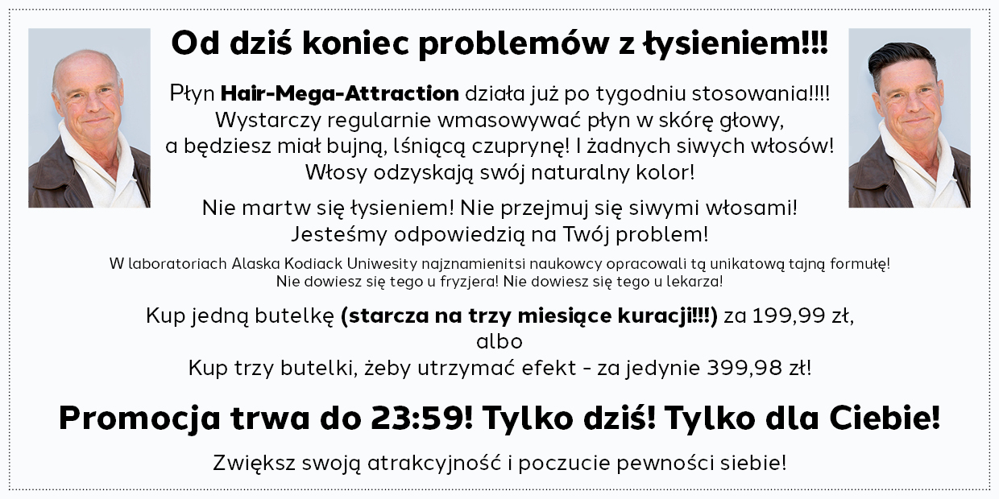 Od dziś koniec problemów z łysieniem!!!
Płyn Hair-Mega-Attraction działa już po tygodniu stosowania!!!!
Wystarczy regularnie wmasowywać płyn w skórę głowy,
a będziesz miał bujną, lśniącą czuprynę! I żadnych siwych włosów!
Włosy odzyskają swój naturalny kolor!
Nie martw się łysieniem! Nie przejmuj się siwymi włosami!
Jesteśmy odpowiedzią na Twój problem!
W laboratoriach Alaska Kodiack Uniwesity najznamienitsi naukowcy opracowali tą unikatową tajną formułę!
Nie dowiesz się tego u fryzjera! Nie dowiesz się tego u lekarza!
Kup jedną butelkę (starcza na trzy miesiące kuracji!!!) za 199,99 zł,
albo
Kup trzy butelki, żeby utrzymać efekt - za jedynie 399,98 zł!
Promocja trwa do 23:59! Tylko dziś! Tylko dla Ciebie!
Zwiększ swoją atrakcyjność i poczucie pewności siebie!